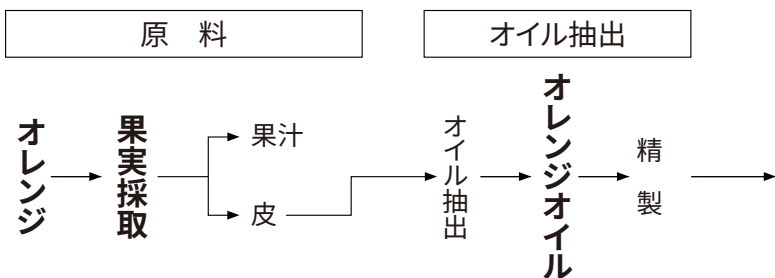 原 料
オイル抽出
オレンジ
果実採取
果汁
皮
オイル抽出
オレンジオイル
精製